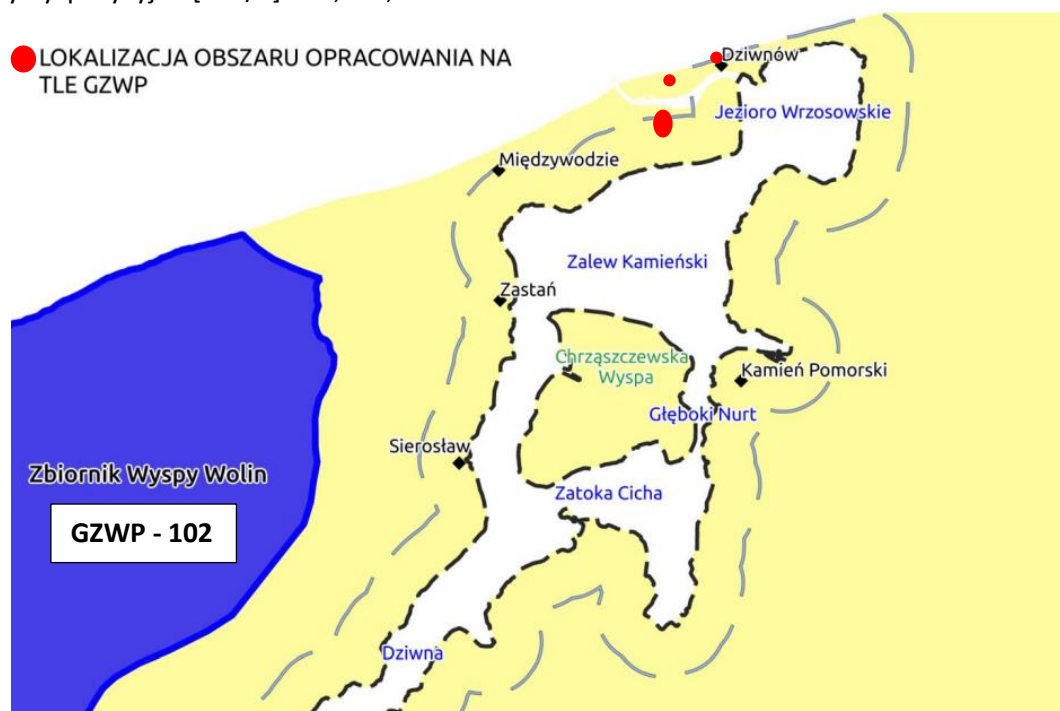 LOKALIZACJA OBSZARU OPRACOWANIA NA
TLE GZWP
Dziwnów
Jezioro Wrzosowskie
Międzywodzie
Zalew Kamieński
Zastań
Chrząszczewska
Wyspa
Kamień Pomorski
Głęboki Nurt
Sierosław
Zbiornik Wyspy Wolin
Zatoka Cicha
GZWP - 102
Dziwna